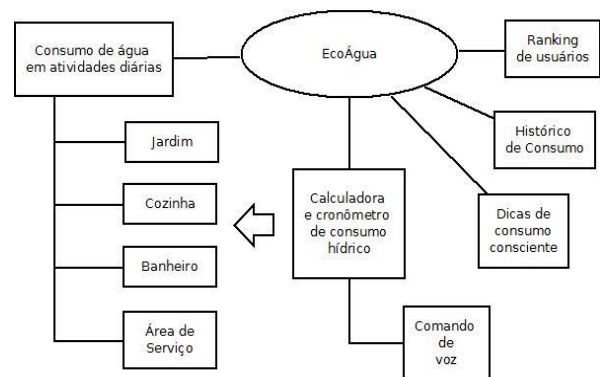 Consumo de água
em atividades diárias
EcoÁgua
Ranking
de usuários
Jardim
Histórico
de Consumo
Cozinha
Calculadora
e cronômetro
de consumo
hídrico
Dicas de
consumo
consciente
Banheiro
Área de
Serviço
Comando
de
voz